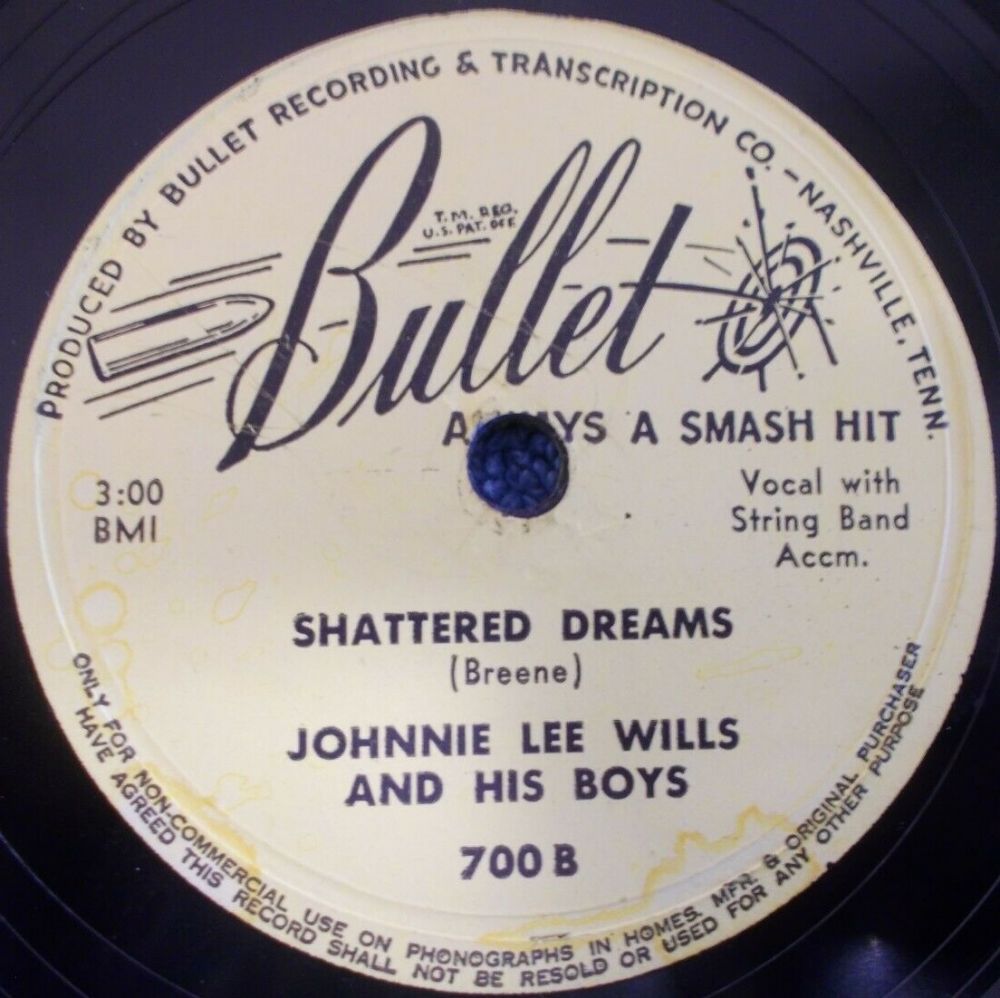 PRODUCED BY BULLET RECORDING & TRANSCRIPTION CO. – NASHVILLE, TENN.
Bullet
T.M. REG.
U.S. PAT. OFF.
A SMASH HIT
3:00
BMI
Vocal with
String Band
Accm.
SHATTERED DREAMS
(Breene)
JOHNNIE LEE WILLS
AND HIS BOYS
700 B
ONLY FOR NON-COMMERCIAL USE ON PHONOGRAPHS IN HOMES. MFR. & ORIGINAL PURCHASER
HAVE AGREED THIS RECORD SHALL NOT BE RESOLD OR USED FOR ANY OTHER PURPOSE